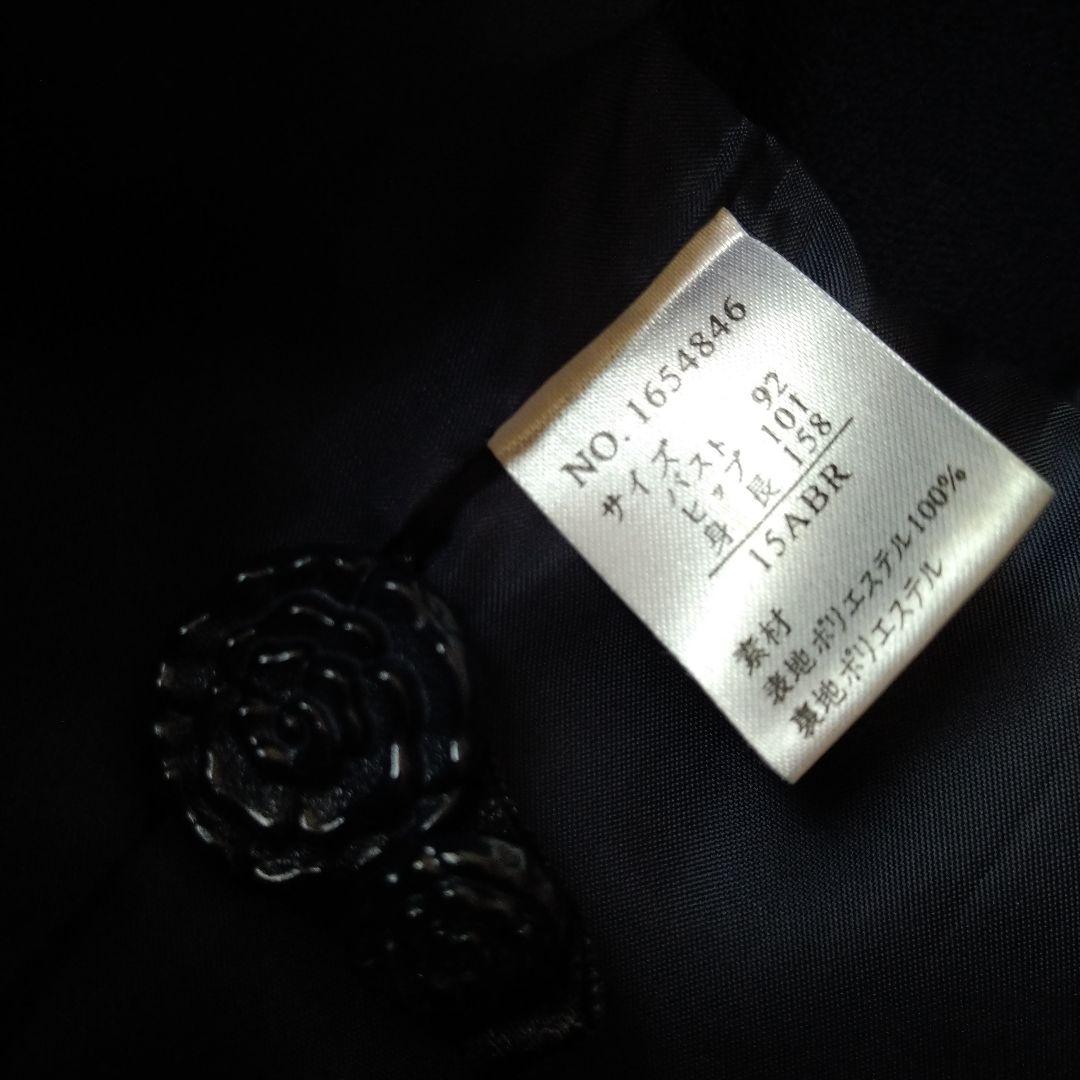 NO. 1654846
サイズ
バスト 92
ヒップ 101
身長 158
15ABR
素材
表地 ポリエステル100%
裏地 ポリエステル